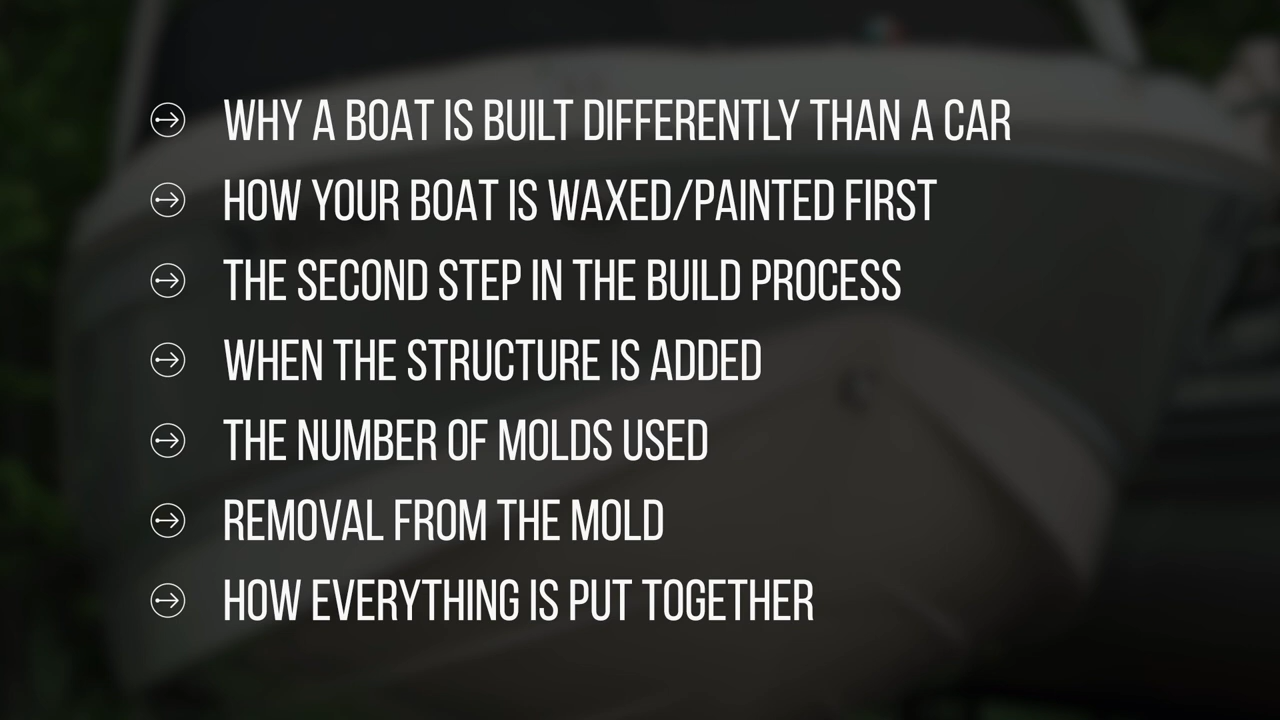 WHY A BOAT IS BUILT DIFFERENTLY THAN A CAR
HOW YOUR BOAT IS WAXED/PAINTED FIRST
THE SECOND STEP IN THE BUILD PROCESS
WHEN THE STRUCTURE IS ADDED
THE NUMBER OF MOLDS USED
REMOVAL FROM THE MOLD
HOW EVERYTHING IS PUT TOGETHER